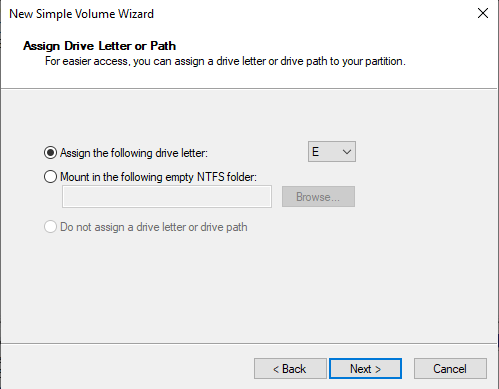 New Simple Volume Wizard
Assign Drive Letter or Path
For easier access, you can assign a drive letter or drive path to your partition.
Assign the following drive letter: E
Mount in the following empty NTFS folder:
Browse...
Do not assign a drive letter or drive path
< Back Next > Cancel